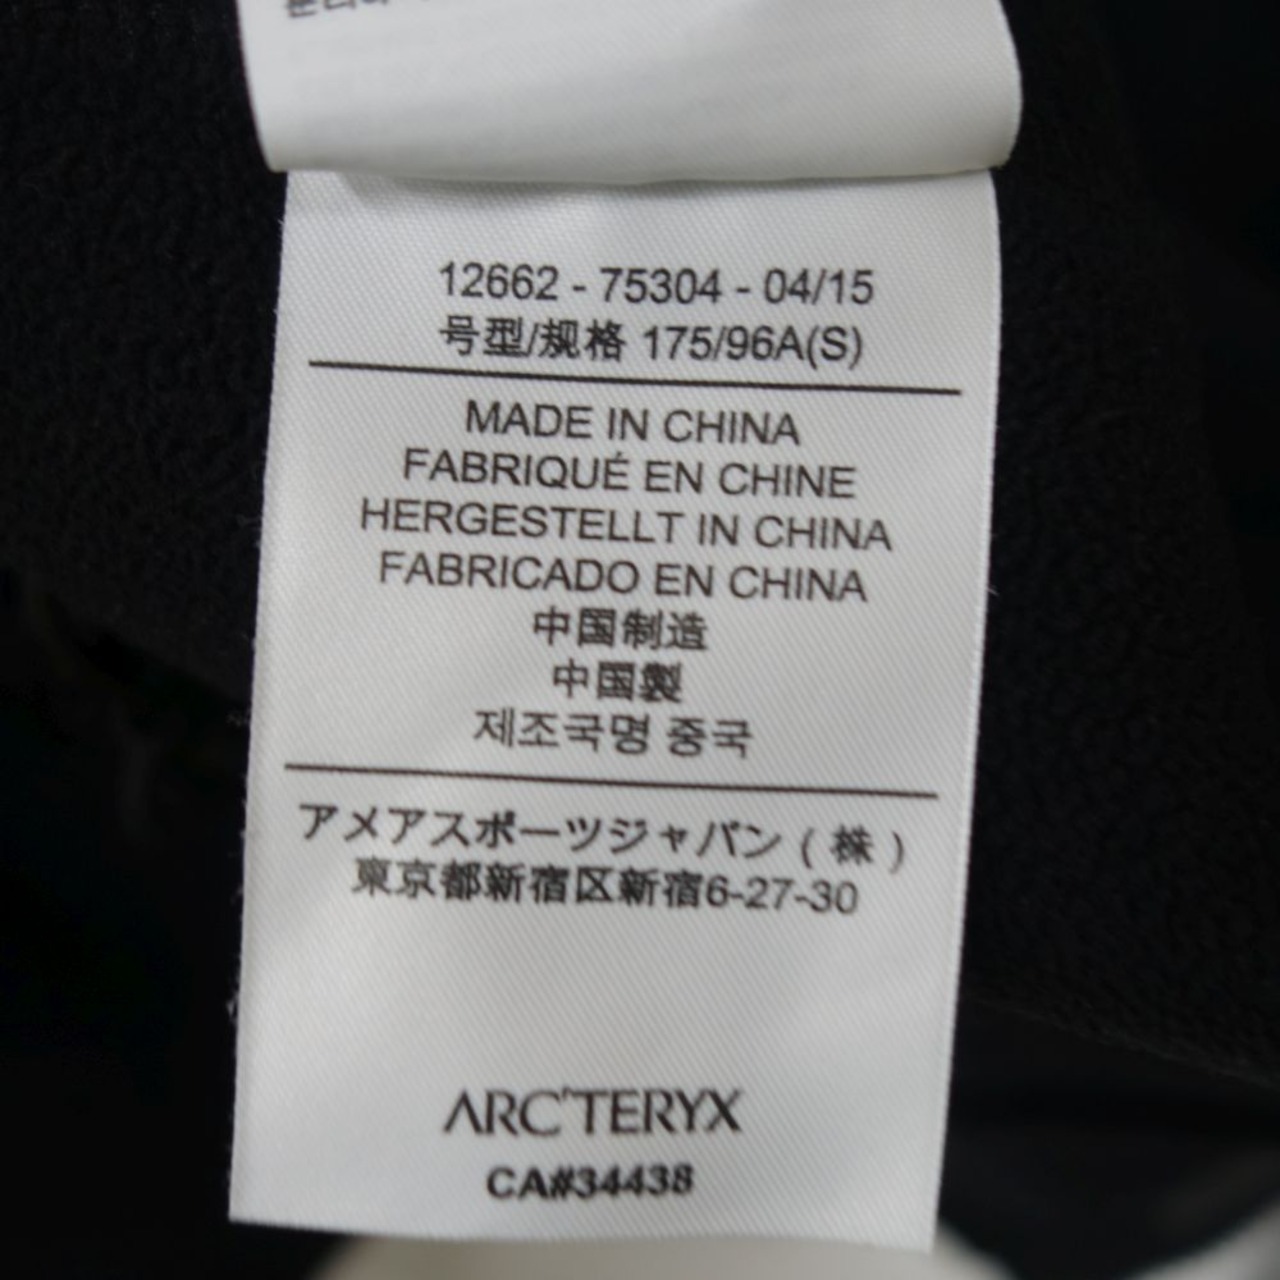 12662 - 75304 - 04/15
号型/规格 175/96A(S)
MADE IN CHINA
FABRIQUÉ EN CHINE
HERGESTELLT IN CHINA
FABRICADO EN CHINA
中国制造
中国製
제조국명 중국
アメアスポーツジャパン ( 株 )
東京都新宿区新宿6-27-30
ARC'TERYX
CA#34438